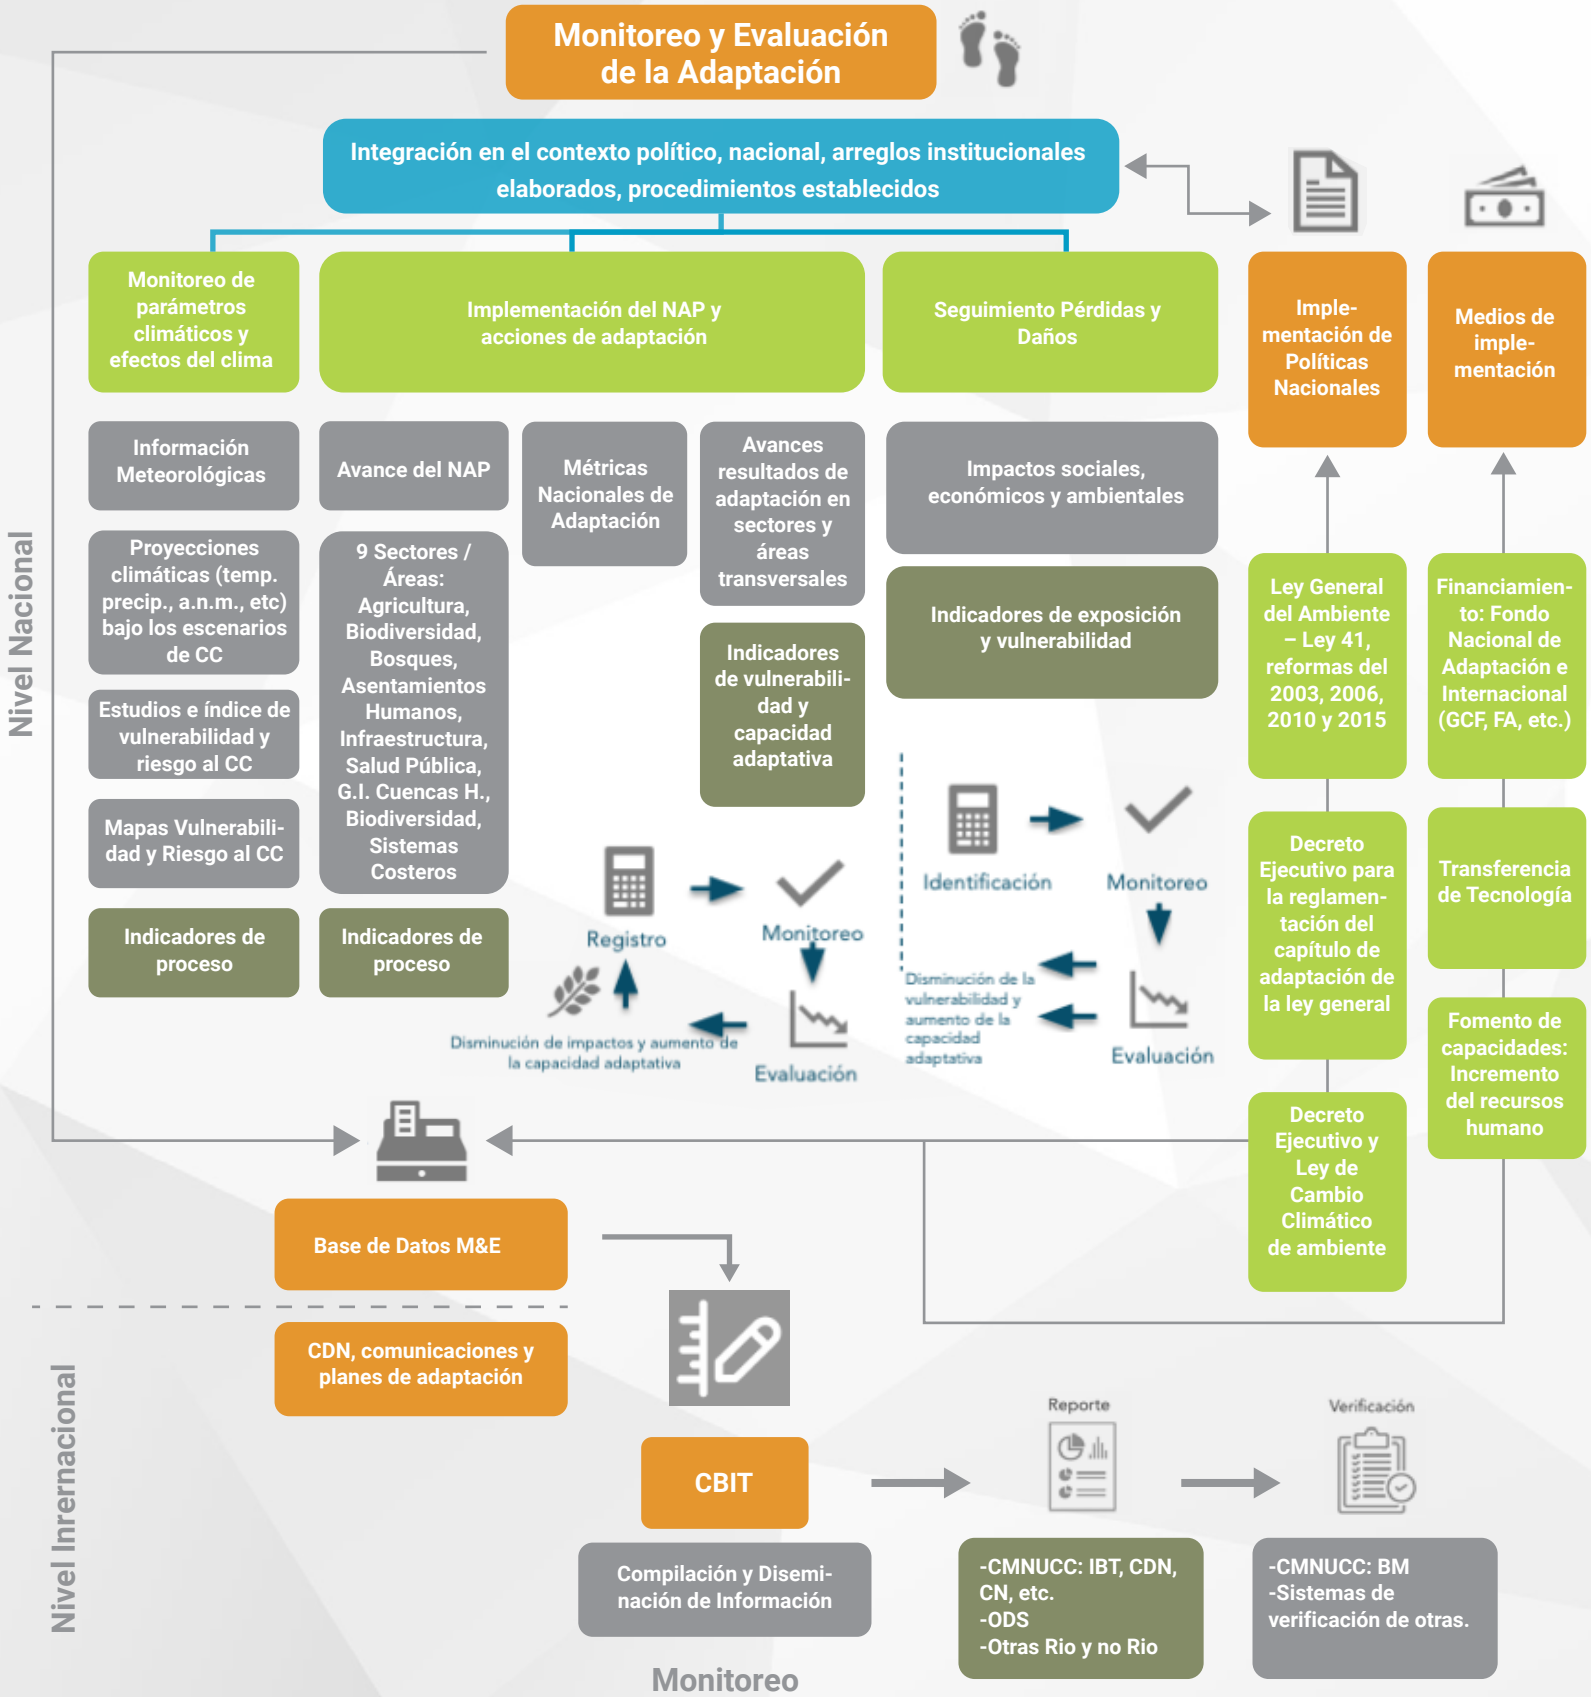 Monitoreo y Evaluación
de la Adaptación
Integración en el contexto político, nacional, arreglos institucionales
elaborados, procedimientos establecidos
Monitoreo de
parámetros
climáticos y
efectos del clima
Implementación del NAP y
acciones de adaptación
Seguimiento Pérdidas y
Daños
Imple-
mentación de
Políticas
Nacionales
Medios de
imple-
mentación
Nivel Nacional
Información
Meteorológicas
Proyecciones
climáticas (temp.
precip., a.n.m., etc)
bajo los escenarios
de CC
Estudios e índice de
vulnerabilidad y
riesgo al CC
Mapas Vulnerabili-
dad y Riesgo al CC
Indicadores de
proceso
Avance del NAP
9 Sectores /
Áreas:
Agricultura,
Biodiversidad,
Bosques,
Asentamientos
Humanos,
Infraestructura,
Salud Pública,
G.I. Cuencas H.,
Biodiversidad,
Sistemas
Costeros
Indicadores de
proceso
Métricas
Nacionales de
Adaptación
Avances
resultados de
adaptación en
sectores y
áreas
transversales
Indicadores
de vulnerabili-
dad y
capacidad
adaptativa
Registro
Monitoreo
Evaluación
Disminución de impactos y aumento de
la capacidad adaptativa
Impactos sociales,
económicos y ambientales
Indicadores de exposición
y vulnerabilidad
Identificación
Monitoreo
Evaluación
Disminución de la
vulnerabilidad y
aumento de la
capacidad
adaptativa
Ley General
del Ambiente
– Ley 41,
reformas del
2003, 2006,
2010 y 2015
Decreto
Ejecutivo para
la reglamen-
tación del
capítulo de
adaptación de
la ley general
Decreto
Ejecutivo y
Ley de
Cambio
Climático
de ambiente
Financiamien-
to: Fondo
Nacional de
Adaptación e
Internacional
(GCF, FA, etc.)
Transferencia
de Tecnología
Fomento de
capacidades:
Incremento
del recursos
humano
Base de Datos M&E
Nivel Inrernacional
CDN, comunicaciones y
planes de adaptación
CBIT
Compilación y Disemi-
nación de Información
Monitoreo
Reporte
-CMNUCC: IBT, CDN,
CN, etc.
-ODS
-Otras Rio y no Rio
Verificación
-CMNUCC: BM
-Sistemas de
verificación de otras.